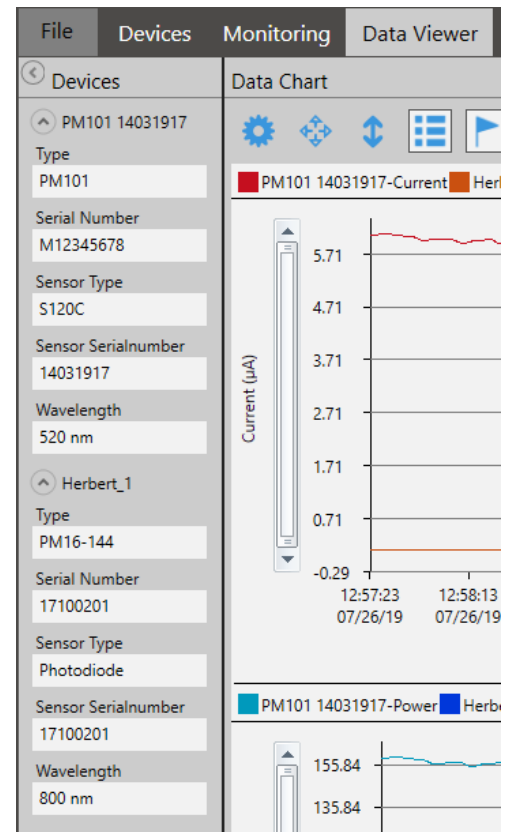 File Devices Monitoring Data Viewer
Devices
PM101 14031917
Type
PM101
Serial Number
M12345678
Sensor Type
S120C
Sensor Serialnumber
14031917
Wavelength
520 nm
Herbert_1
Type
PM16-144
Serial Number
17100201
Sensor Type
Photodiode
Sensor Serialnumber
17100201
Wavelength
800 nm
Data Chart
PM101 14031917-Current Her
Current (µA)
5.71
4.71
3.71
2.71
1.71
0.71
-0.29
12:57:23 12:58:13
07/26/19 07/26/19
PM101 14031917-Power Herb
155.84
135.84